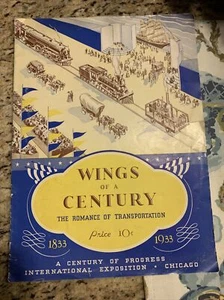 WINGS
OF A
CENTURY
THE ROMANCE OF TRANSPORTATION
1833 Price 10¢ 1933
A CENTURY OF PROGRESS
INTERNATIONAL EXPOSITION • CHICAGO